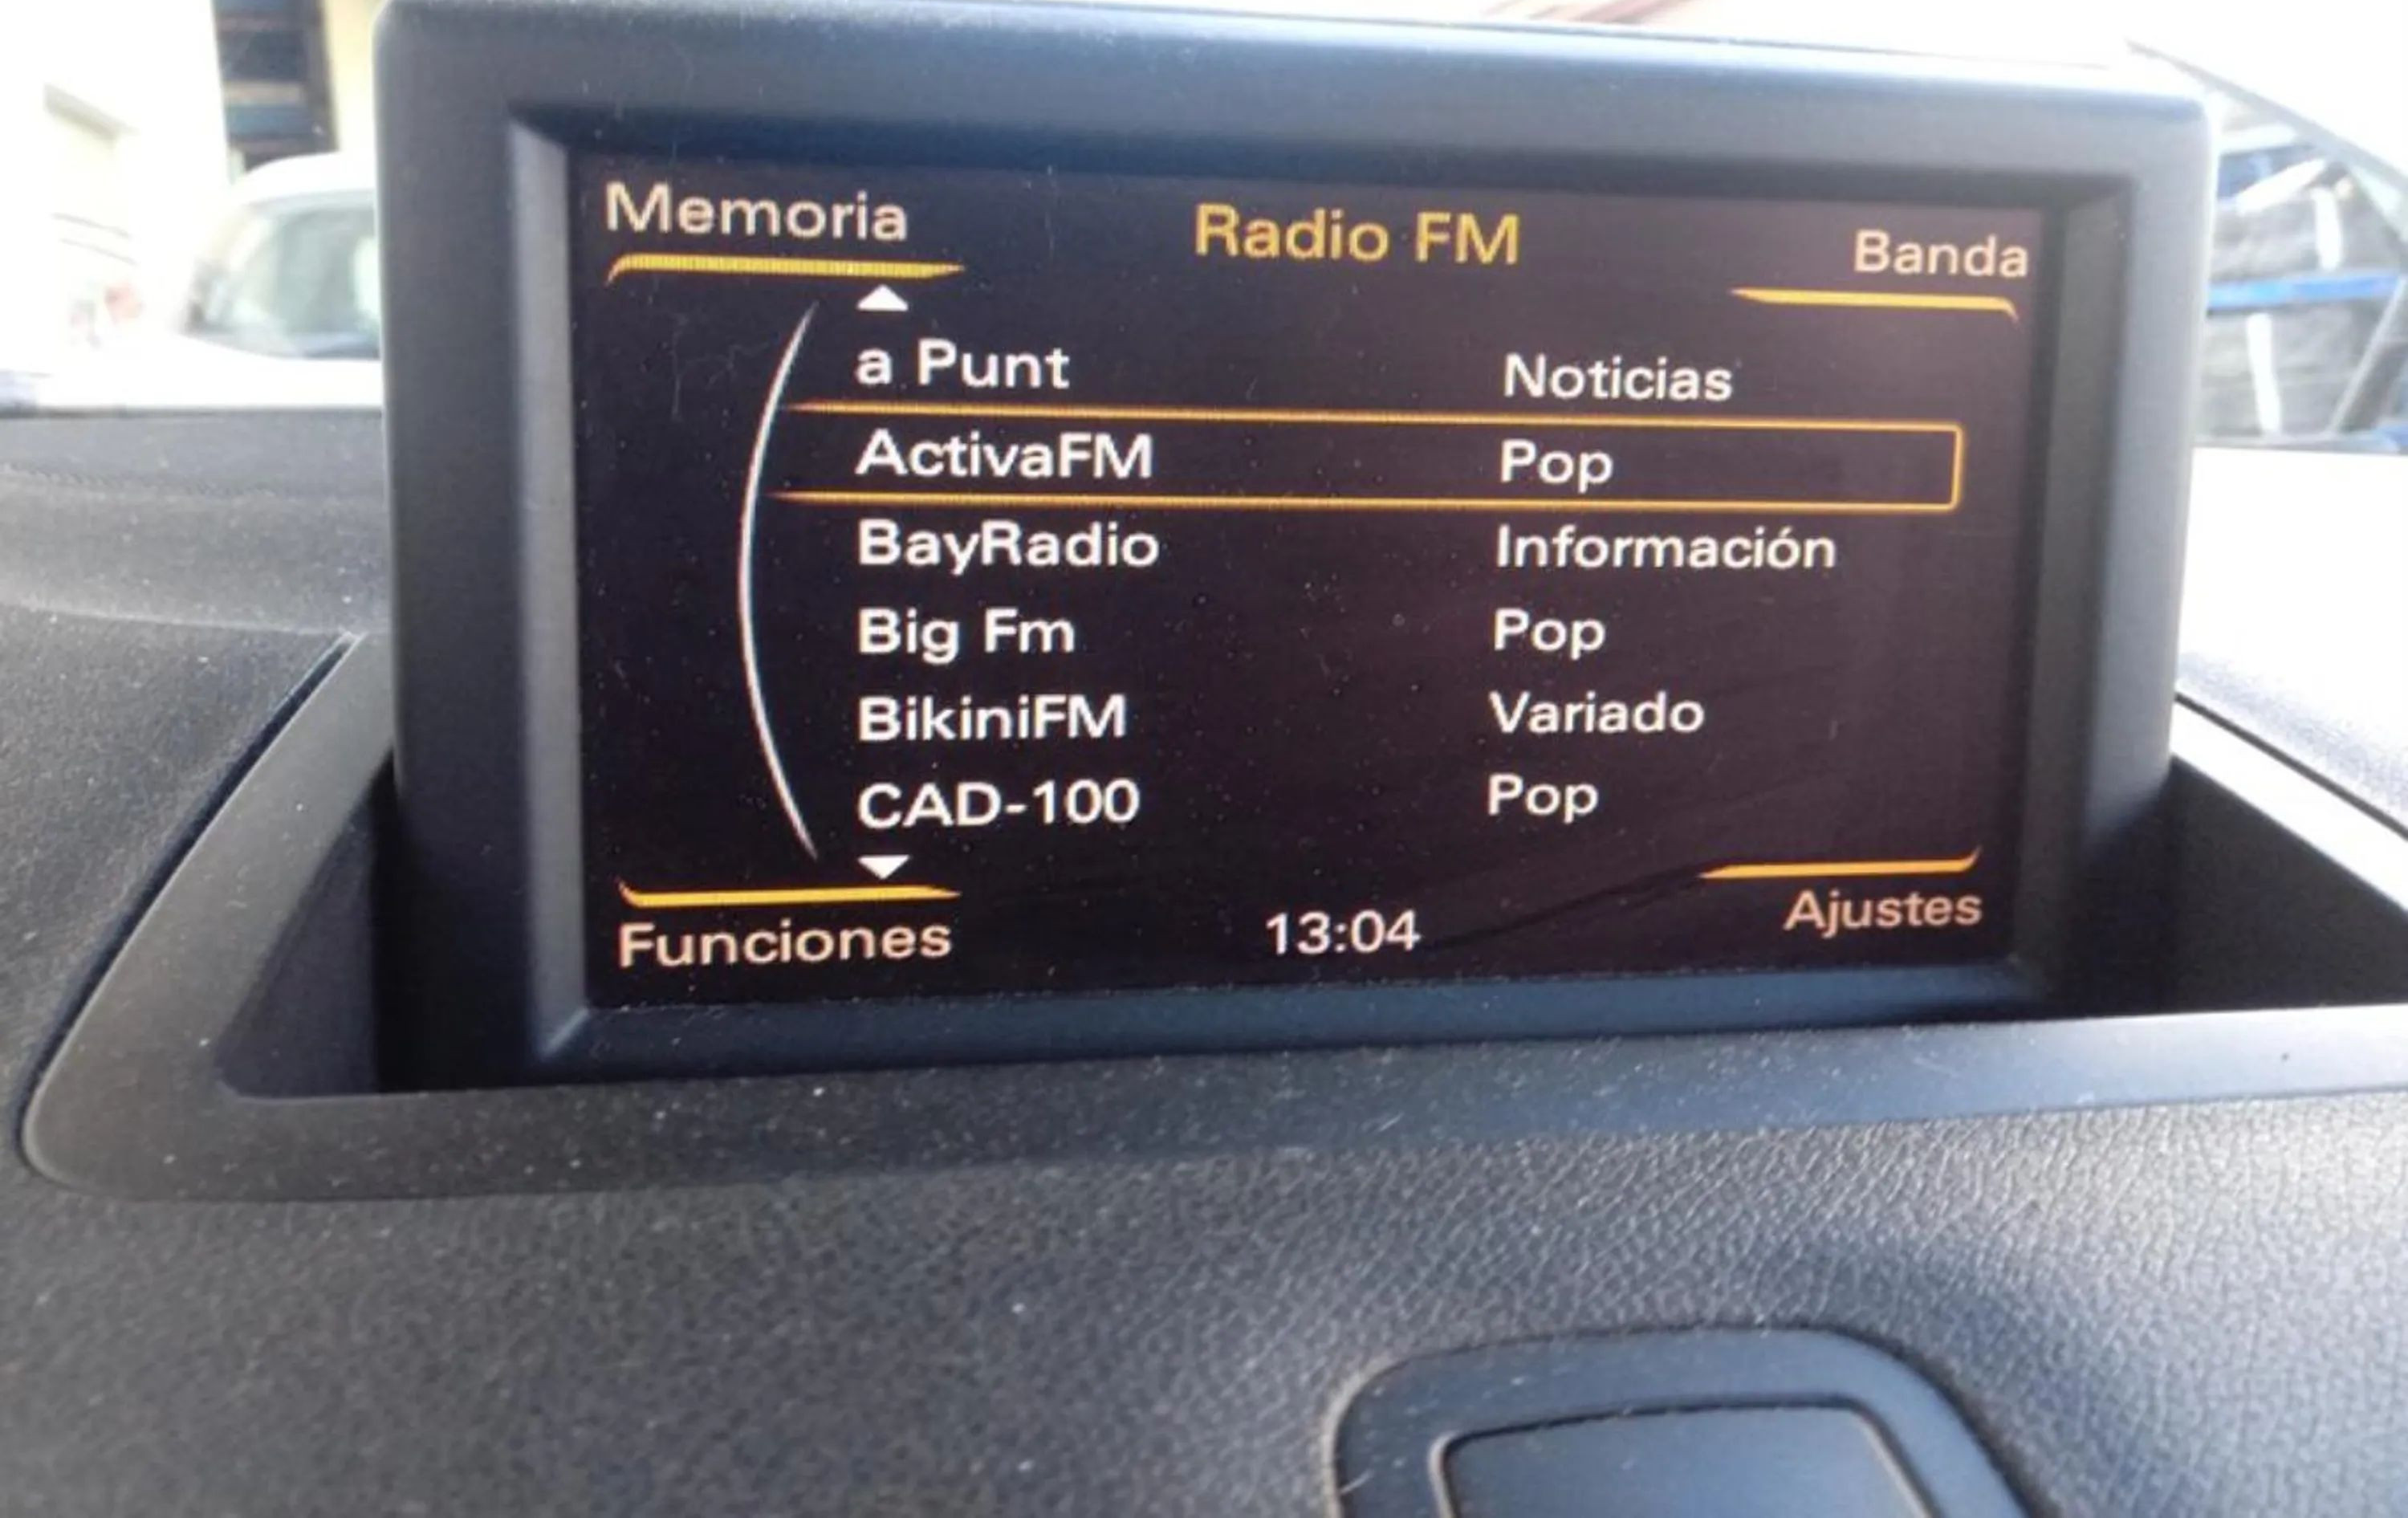 Memoria Radio FM Banda
a Punt Noticias
ActivaFM Pop
BayRadio Información
Big Fm Pop
BikiniFM Variado
CAD-100 Pop
Funciones 13:04 Ajustes